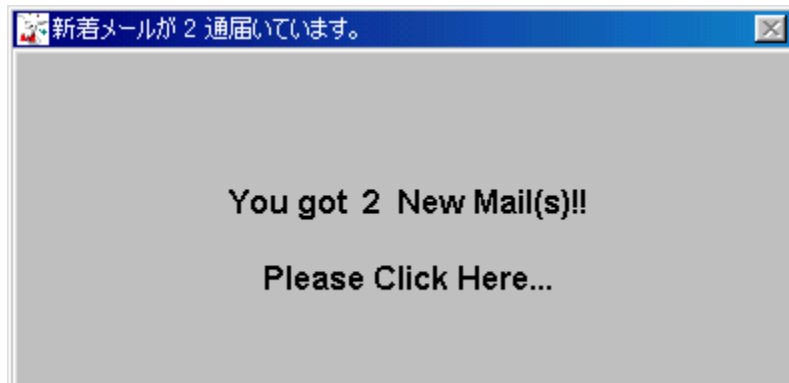 新着メールが 2 通届いています。
You got 2 New Mail(s)!!
Please Click Here...